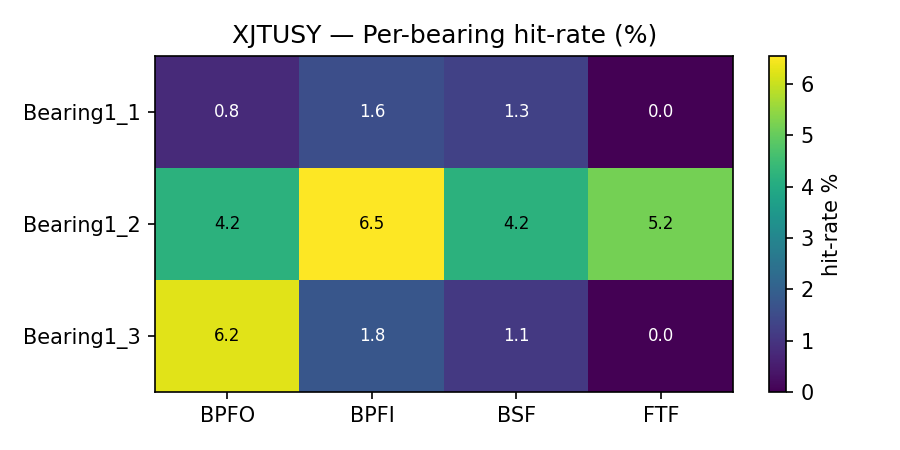 XJTUSY — Per-bearing hit-rate (%)
Bearing1_1 0.8 1.6 1.3 0.0
Bearing1_2 4.2 6.5 4.2 5.2
Bearing1_3 6.2 1.8 1.1 0.0
BPFO BPFI BSF FTF
6
5
4
3
2
1
0
hit-rate %